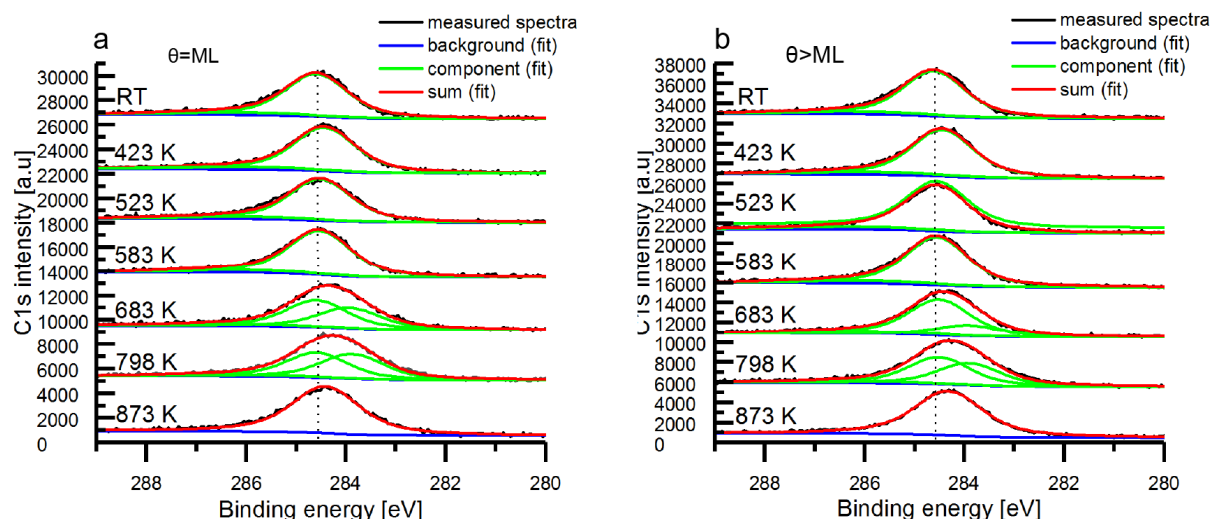 a
θ=ML
measured spectra
background (fit)
component (fit)
sum (fit)
C1s intensity [a.u]
30000
28000
26000
24000
22000
20000
18000
16000
14000
12000
10000
8000
6000
4000
2000
0
RT
423 K
523 K
583 K
683 K
798 K
873 K
288
286
284
282
280
Binding energy [eV]
b
θ>ML
measured spectra
background (fit)
component (fit)
sum (fit)
C1s intensity [a.u]
38000
36000
34000
32000
30000
28000
26000
24000
22000
20000
18000
16000
14000
12000
10000
8000
6000
4000
2000
0
RT
423 K
523 K
583 K
683 K
798 K
873 K
288
286
284
282
280
Binding energy [eV]